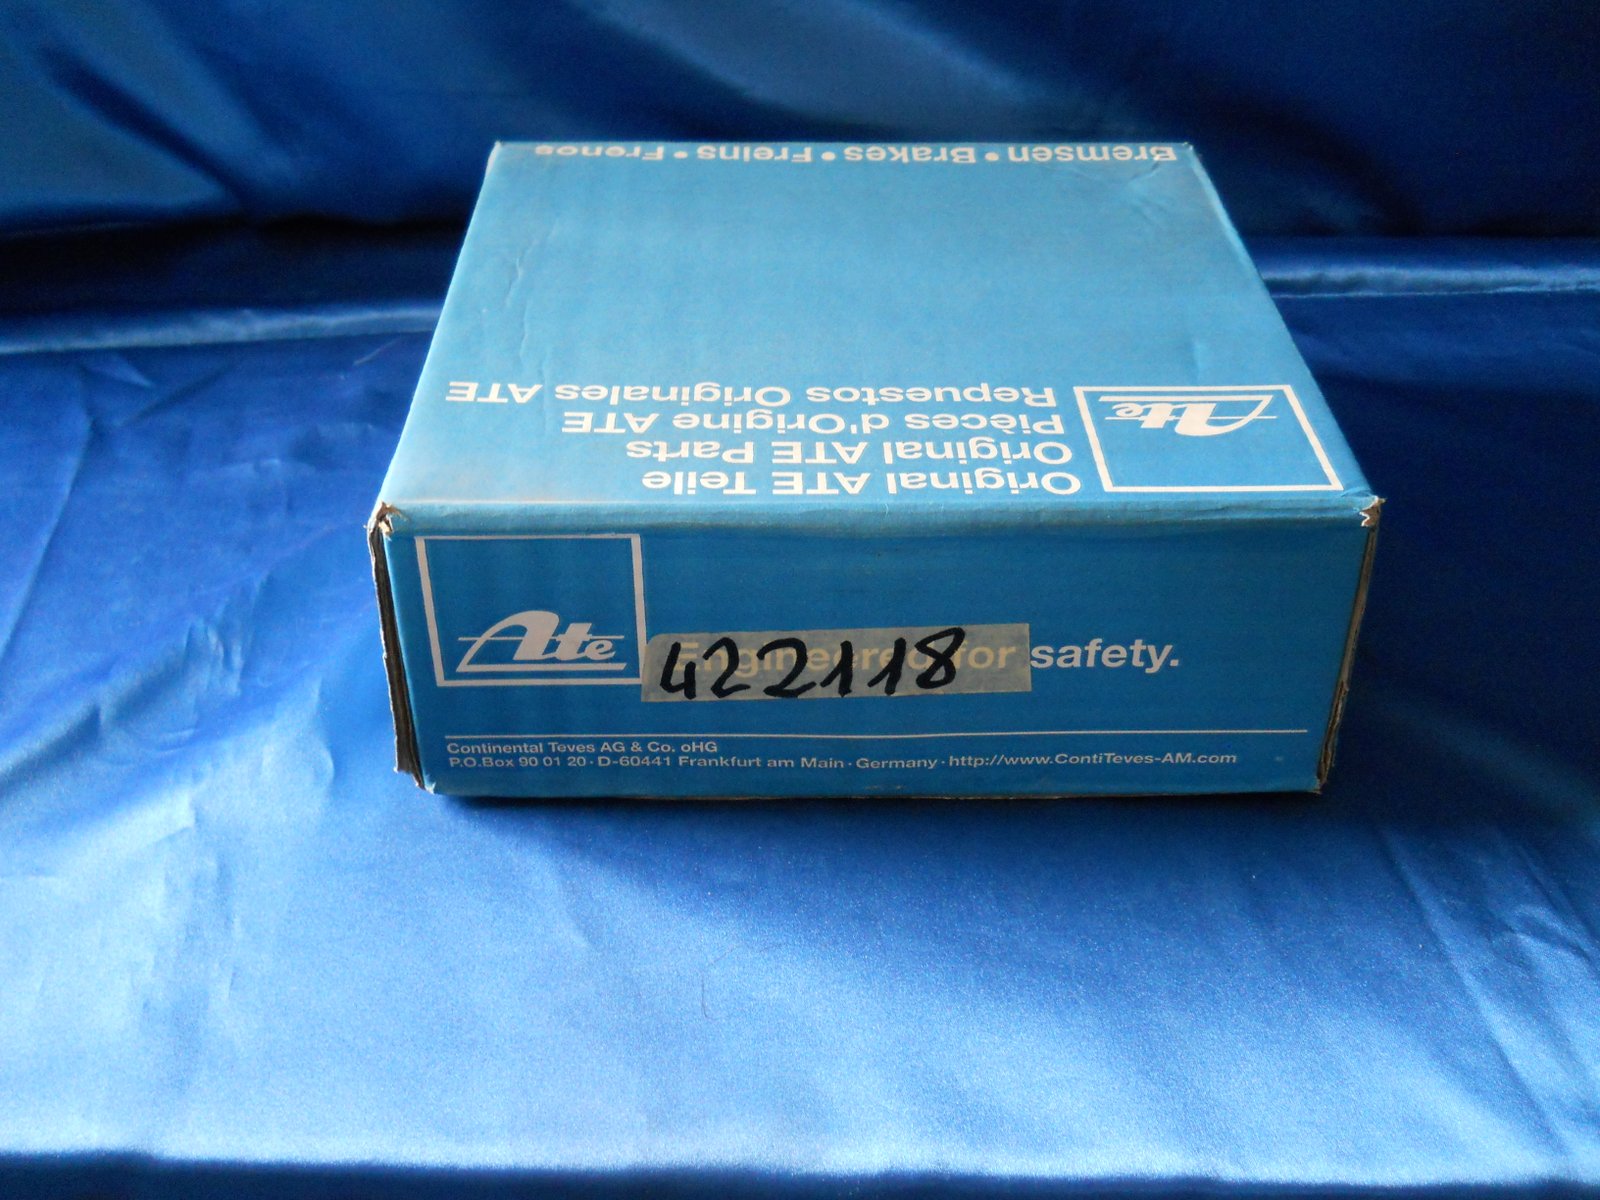 Bremsen • Brakes • Freins • Frenos
Ate
Original ATE Teile
Original ATE Parts
Pièces d'Origine ATE
Repuestos Originales ATE
Ate
Engineered for safety.
422118
Continental Teves AG & Co. oHG
P.O.Box 90 01 20 · D-60441 Frankfurt am Main · Germany · http://www.ContiTeves-AM.com